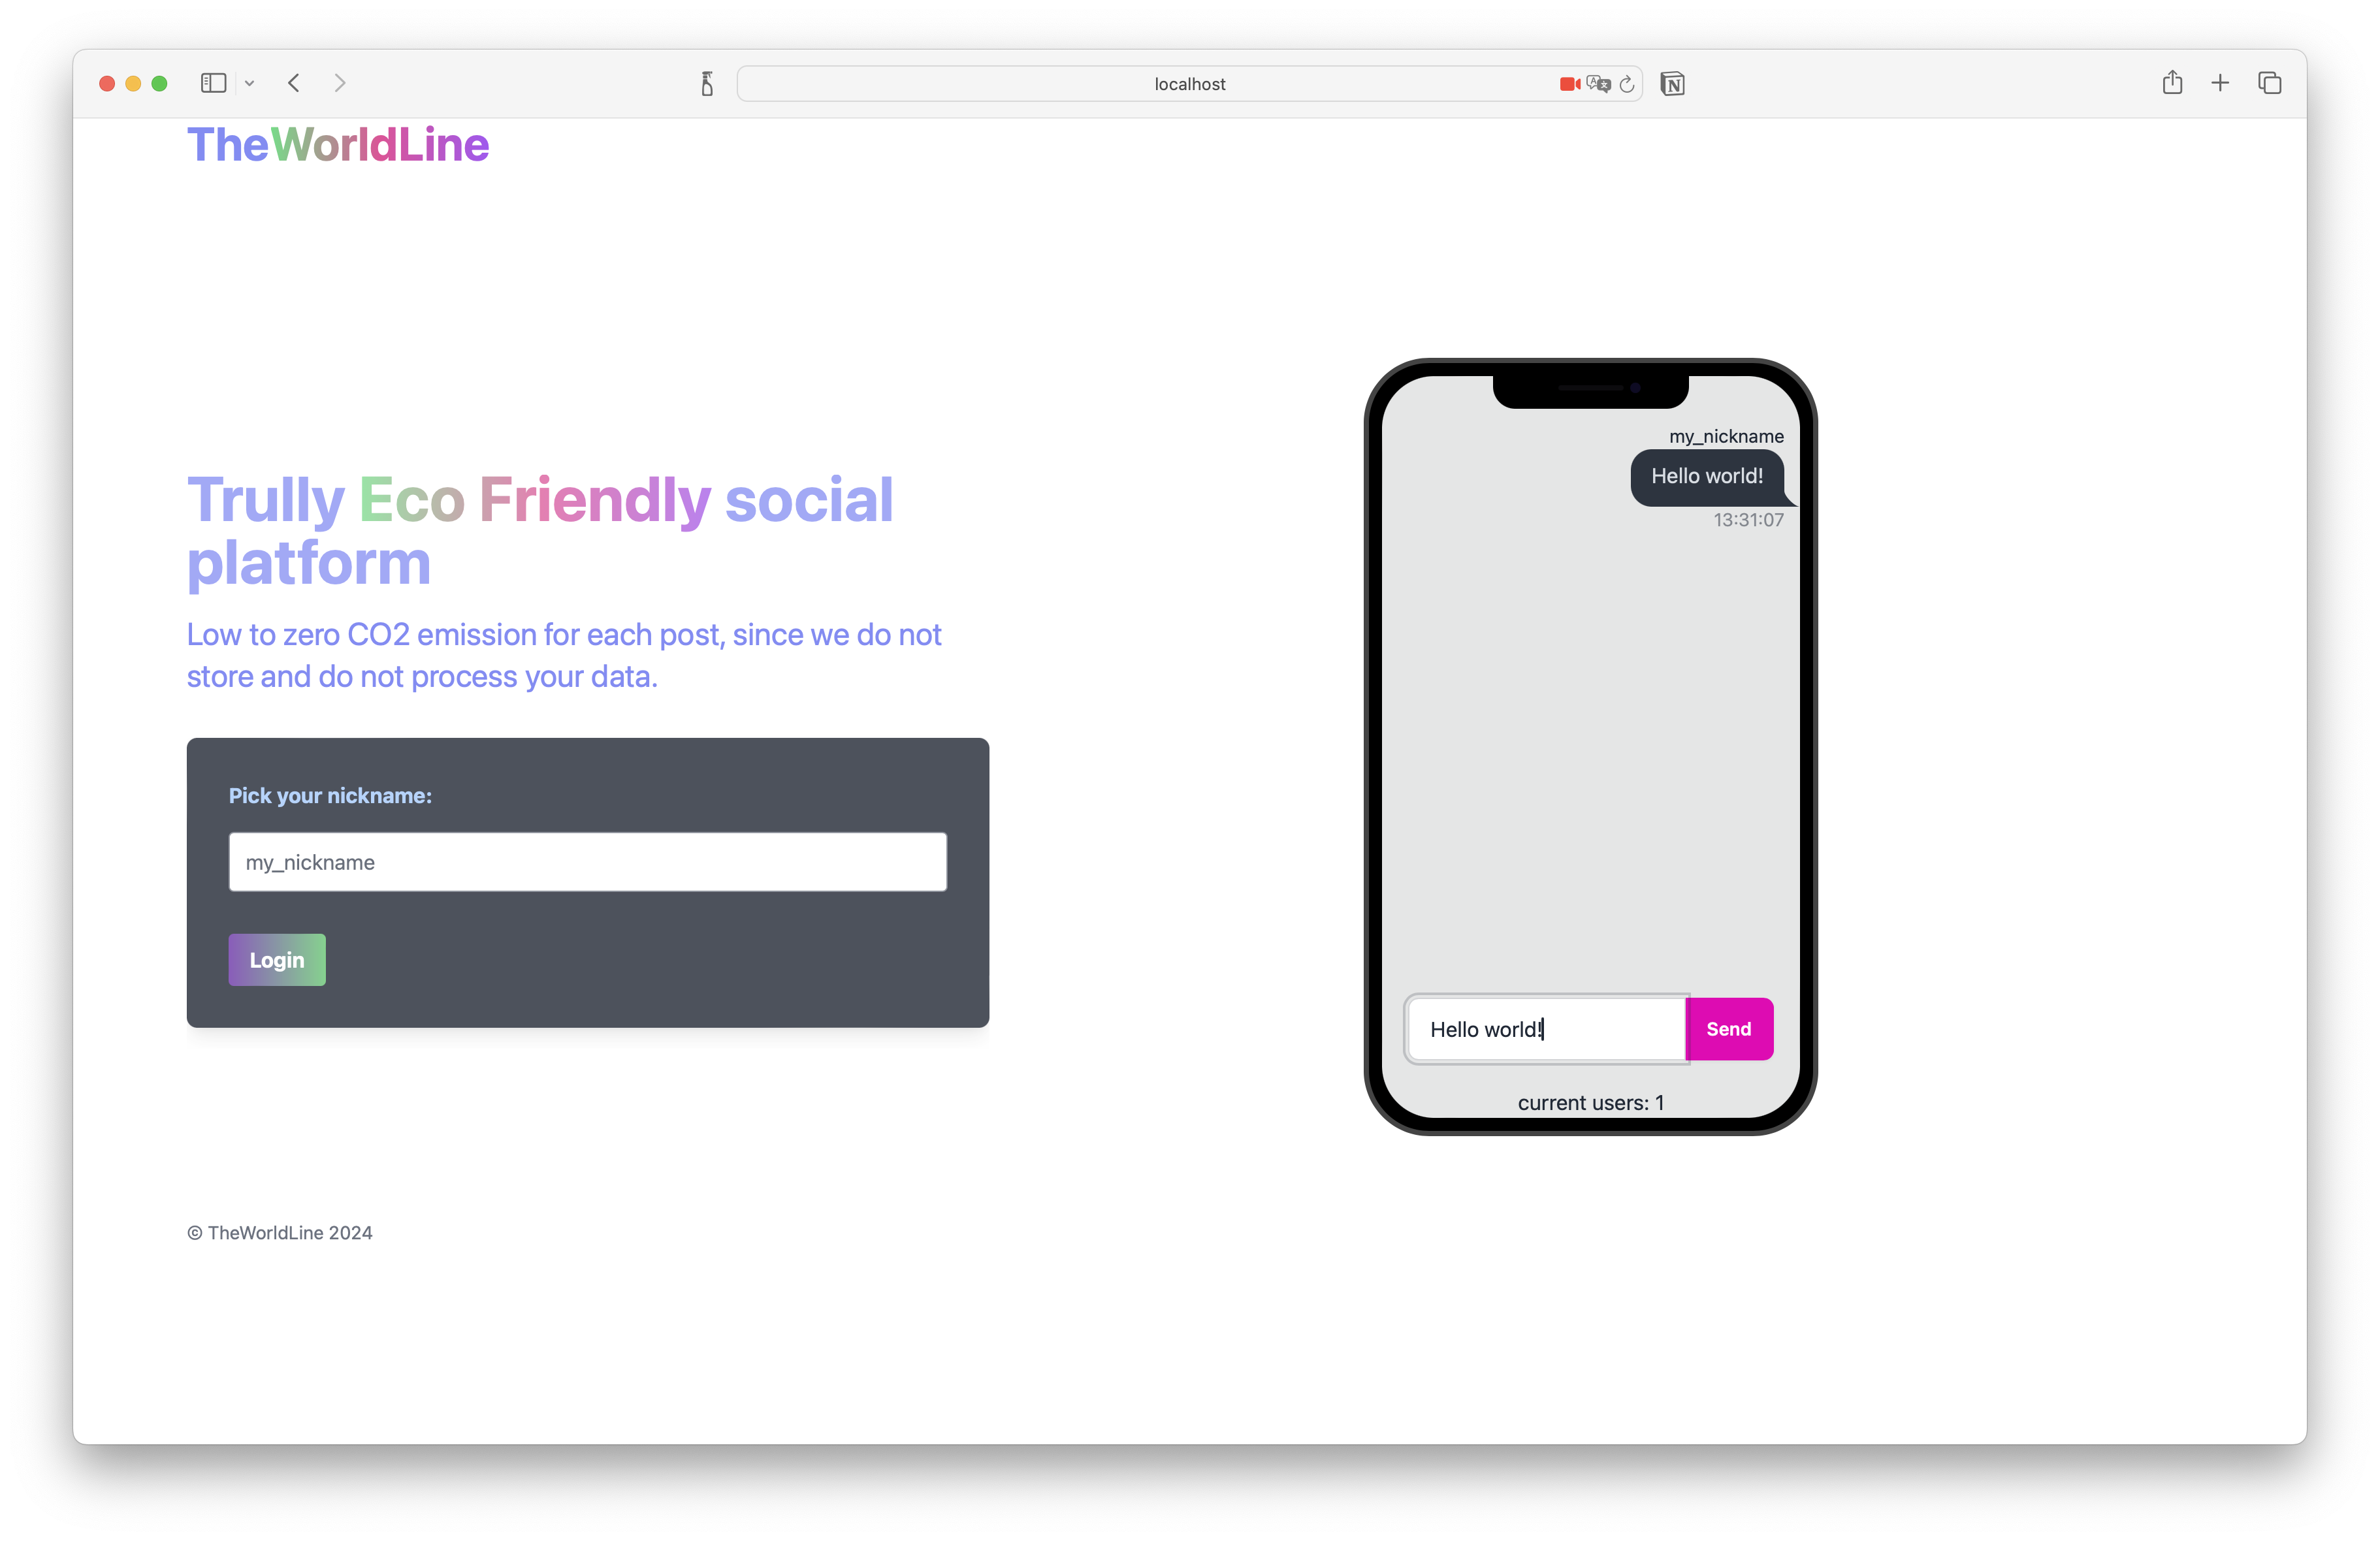 localhost
TheWorldLine
Trully Eco Friendly social
platform
Low to zero CO2 emission for each post, since we do not
store and do not process your data.
Pick your nickname:
my_nickname
Login
my_nickname
Hello world!
13:31:07
Hello world!
Send
current users: 1
© TheWorldLine 2024